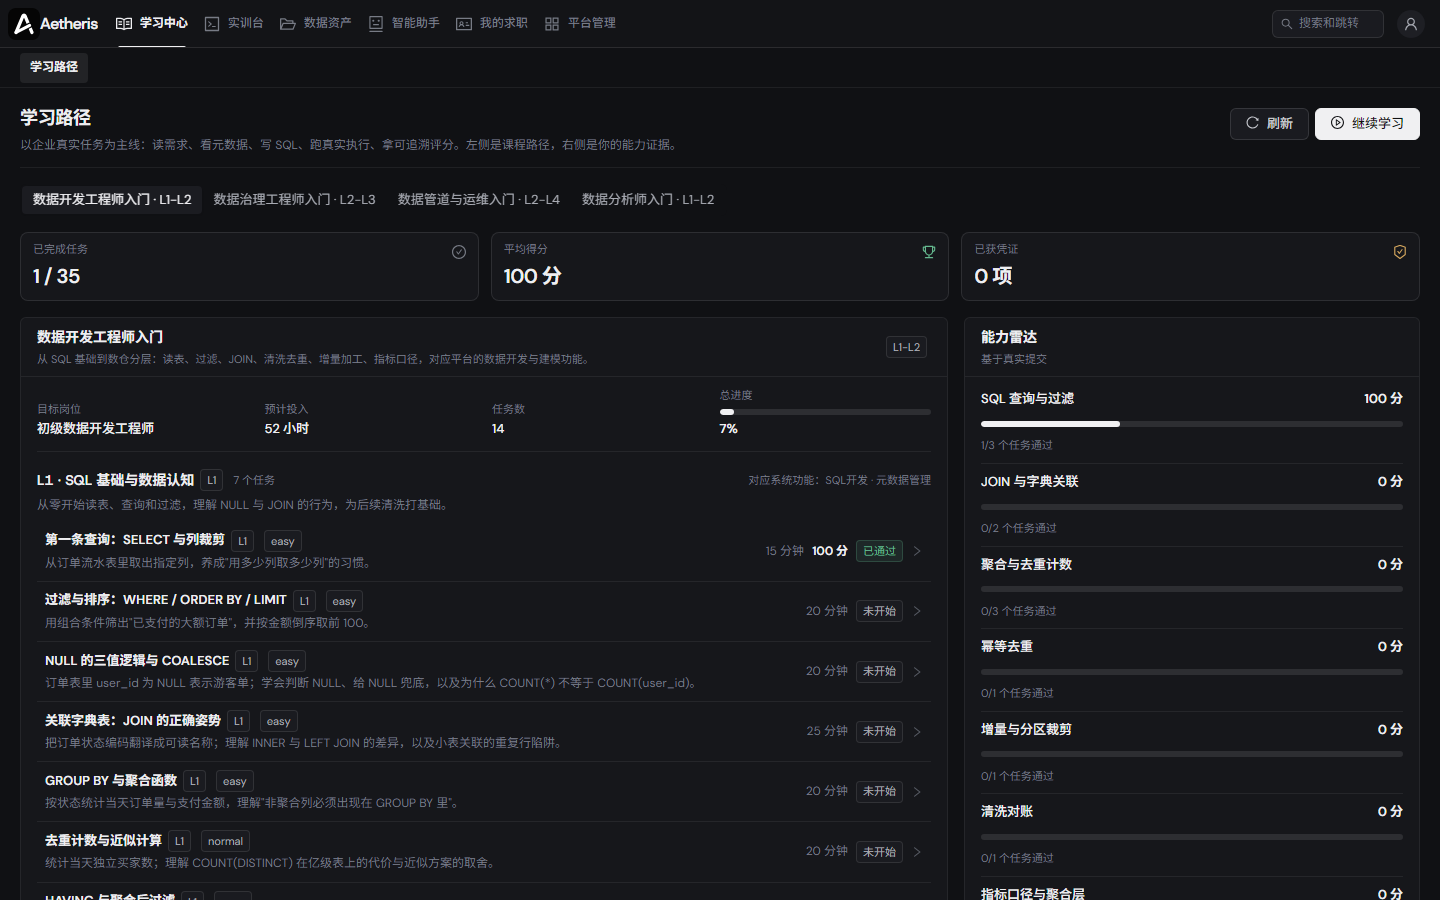 Aetheris
学习中心
实训台
数据资产
智能助手
我的求职
平台管理
搜索和跳转
学习路径
学习路径
以企业真实任务为主线：读需求、看元数据、写 SQL、跑真实执行、拿可追溯评分。左侧是课程路径，右侧是你的能力证据。
刷新
继续学习
数据开发工程师入门 · L1-L2
数据治理工程师入门 · L2-L3
数据管道与运维入门 · L2-L4
数据分析师入门 · L1-L2
已完成任务
1 / 35
平均得分
100 分
已获凭证
0 项
数据开发工程师入门
从 SQL 基础到数仓分层：读表、过滤、JOIN、清洗去重、增量加工、指标口径，对应平台的数据开发与建模功能。
L1-L2
目标岗位
初级数据开发工程师
预计投入
52 小时
任务数
14
总进度
7%
L1 · SQL 基础与数据认知 L1 7 个任务
对应系统功能：SQL开发 · 元数据管理
从零开始读表、查询和过滤，理解 NULL 与 JOIN 的行为，为后续清洗打基础。
第一条查询：SELECT 与列裁剪 L1 easy
从订单流水表里取出指定列，养成"用多少列取多少列"的习惯。
15 分钟 100 分 已通过
过滤与排序：WHERE / ORDER BY / LIMIT L1 easy
用组合条件筛出"已支付的大额订单"，并按金额倒序取前 100。
20 分钟 未开始
NULL 的三值逻辑与 COALESCE L1 easy
订单表里 user_id 为 NULL 表示游客单；学会判断 NULL、给 NULL 兜底，以及为什么 COUNT(*) 不等于 COUNT(user_id)。
20 分钟 未开始
关联字典表：JOIN 的正确姿势 L1 easy
把订单状态编码翻译成可读名称；理解 INNER 与 LEFT JOIN 的差异，以及小表关联的重复行陷阱。
25 分钟 未开始
GROUP BY 与聚合函数 L1 easy
按状态统计当天订单量与支付金额，理解"非聚合列必须出现在 GROUP BY 里"。
20 分钟 未开始
去重计数与近似计算 L1 normal
统计当天独立买家数；理解 COUNT(DISTINCT) 在亿级表上的代价与近似方案的取舍。
20 分钟 未开始
HAVING 与聚合后过滤
能力雷达
基于真实提交
SQL 查询与过滤 100 分
1/3 个任务通过
JOIN 与字典关联 0 分
0/2 个任务通过
聚合与去重计数 0 分
0/3 个任务通过
幂等去重 0 分
0/1 个任务通过
增量与分区裁剪 0 分
0/1 个任务通过
清洗对账 0 分
0/1 个任务通过
指标口径与聚合层 0 分